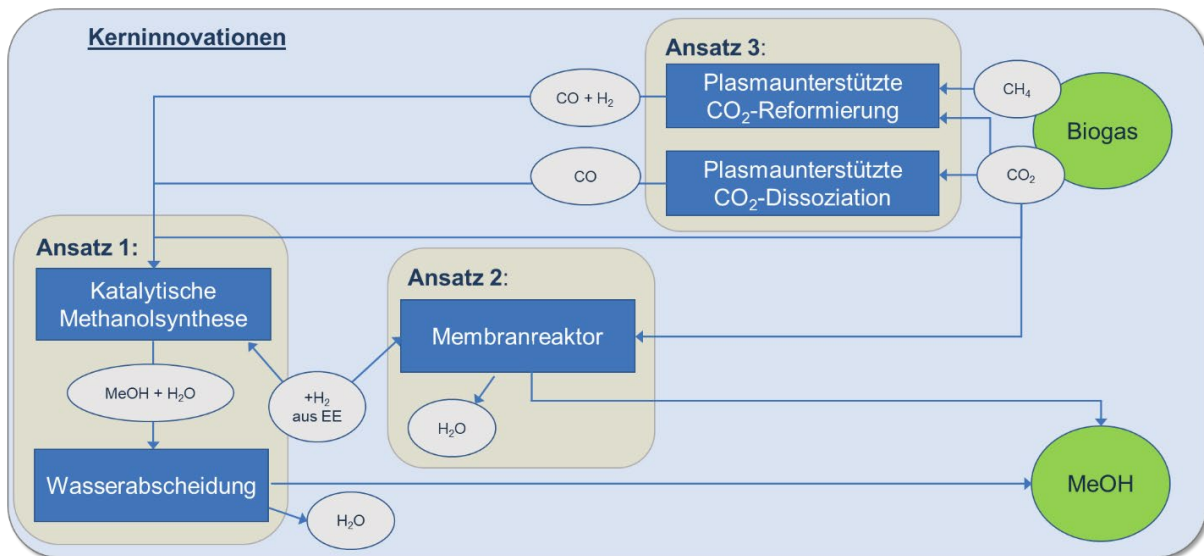 Kerninnovationen
Ansatz 3:
Plasmaunterstützte
CO₂-Reformierung
CO + H₂
CH₄
Biogas
Plasmaunterstützte
CO₂-Dissoziation
CO
CO₂
Ansatz 1:
Katalytische
Methanolsynthese
MeOH + H₂O
Wasserabscheidung
H₂O
+H₂
aus EE
Ansatz 2:
Membranreaktor
H₂O
MeOH